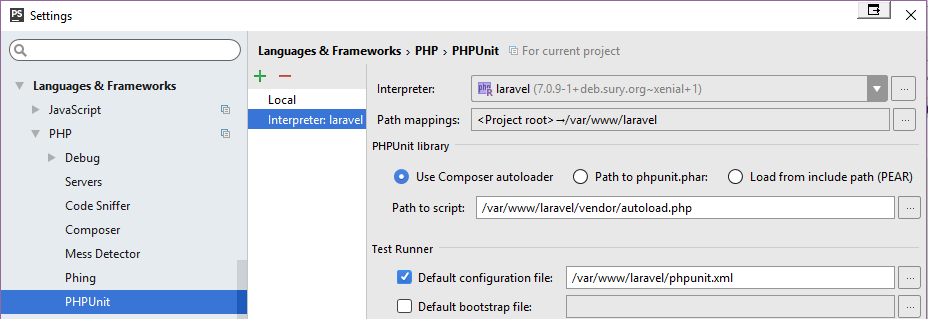 PS Settings
Languages & Frameworks › PHP › PHPUnit For current project
Languages & Frameworks
JavaScript
PHP
Debug
Servers
Code Sniffer
Composer
Mess Detector
Phing
PHPUnit
Local
Interpreter: laravel
Interpreter: php laravel (7.0.9-1+deb.sury.org~xenial+1) ...
Path mappings: <Project root>→/var/www/laravel ...
PHPUnit library
Use Composer autoloader Path to phpunit.phar: Load from include path (PEAR)
Path to script: /var/www/laravel/vendor/autoload.php ...
Test Runner
Default configuration file: /var/www/laravel/phpunit.xml ...
Default bootstrap file: ...